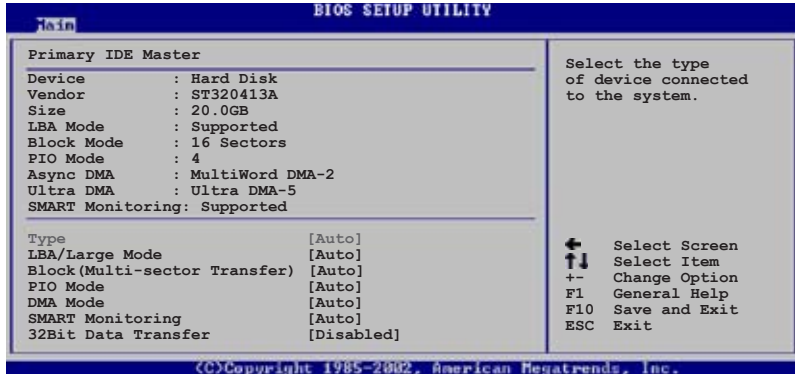 BIOS SETUP UTILITY
Main
Primary IDE Master
Device : Hard Disk
Vendor : ST320413A
Size : 20.0GB
LBA Mode : Supported
Block Mode : 16 Sectors
PIO Mode : 4
Async DMA : MultiWord DMA-2
Ultra DMA : Ultra DMA-5
SMART Monitoring: Supported
Type [Auto]
LBA/Large Mode [Auto]
Block(Multi-sector Transfer) [Auto]
PIO Mode [Auto]
DMA Mode [Auto]
SMART Monitoring [Auto]
32Bit Data Transfer [Disabled]
Select the type
of device connected
to the system.
← Select Screen
↑↓ Select Item
+- Change Option
F1 General Help
F10 Save and Exit
ESC Exit
(C)Copyright 1985-2002, American Megatrends, Inc.